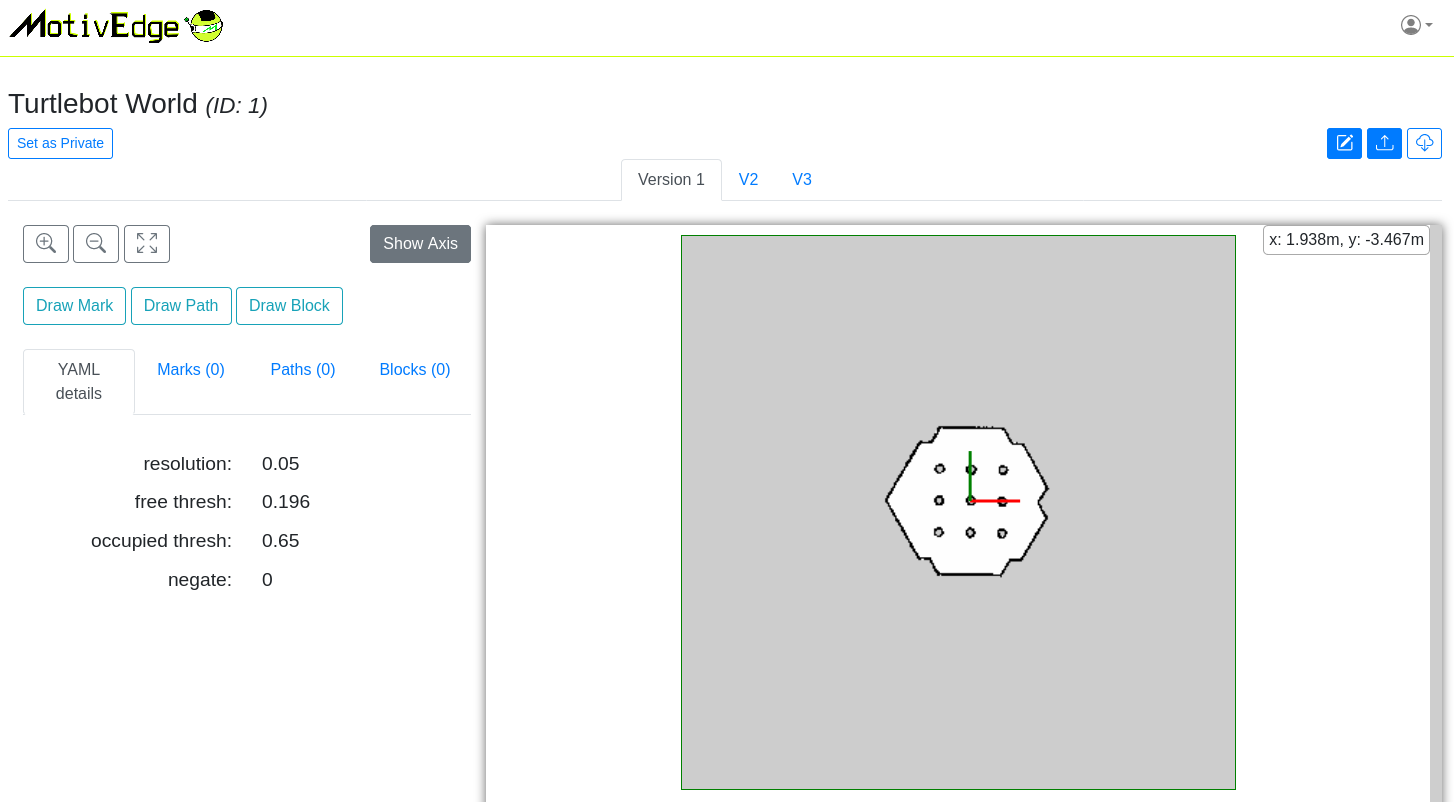 MotivEdge
Turtlebot World (ID: 1)
Set as Private
Version 1 V2 V3
Show Axis
x: 1.938m, y: -3.467m
Draw Mark Draw Path Draw Block
YAML details
Marks (0) Paths (0) Blocks (0)
resolution: 0.05
free thresh: 0.196
occupied thresh: 0.65
negate: 0